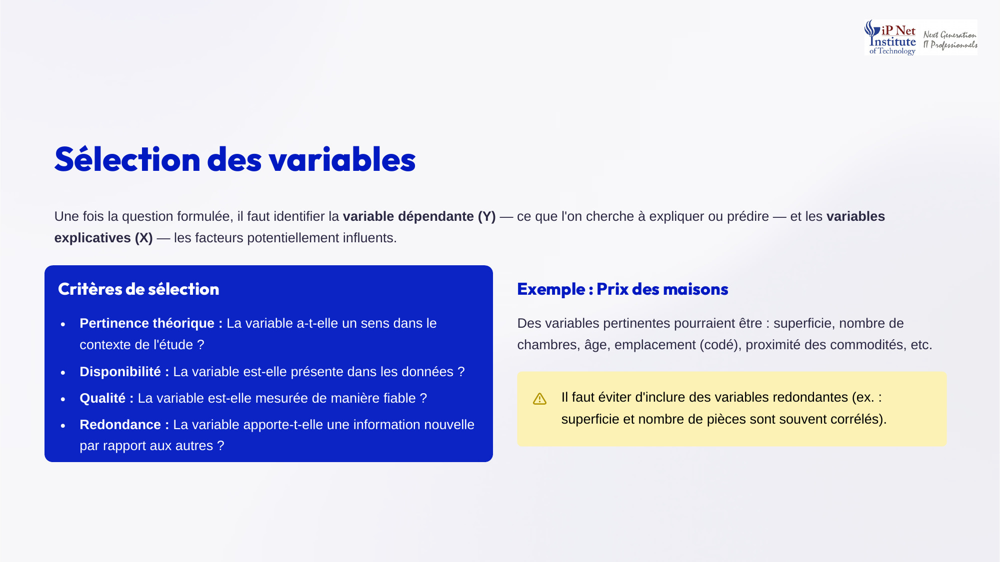 iP Net
Institute
of Technology
Next Generation
IT Professionnels
Sélection des variables
Une fois la question formulée, il faut identifier la variable dépendante (Y) — ce que l'on cherche à expliquer ou prédire — et les variables
explicatives (X) — les facteurs potentiellement influents.
Critères de sélection
• Pertinence théorique : La variable a-t-elle un sens dans le
contexte de l'étude ?
• Disponibilité : La variable est-elle présente dans les données ?
• Qualité : La variable est-elle mesurée de manière fiable ?
• Redondance : La variable apporte-t-elle une information nouvelle
par rapport aux autres ?
Exemple : Prix des maisons
Des variables pertinentes pourraient être : superficie, nombre de
chambres, âge, emplacement (codé), proximité des commodités, etc.
Il faut éviter d'inclure des variables redondantes (ex. :
superficie et nombre de pièces sont souvent corrélés).